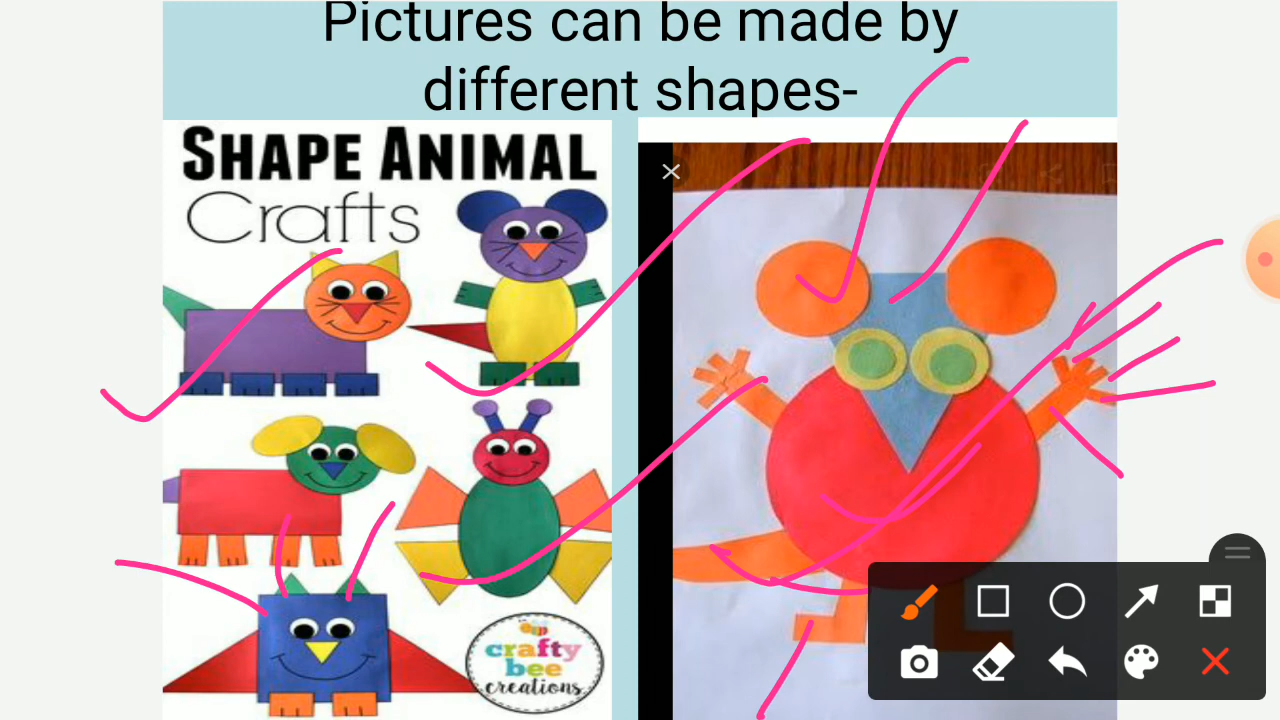 Pictures can be made by
different shapes-
SHAPE ANIMAL
Crafts
crafty
bee
creations